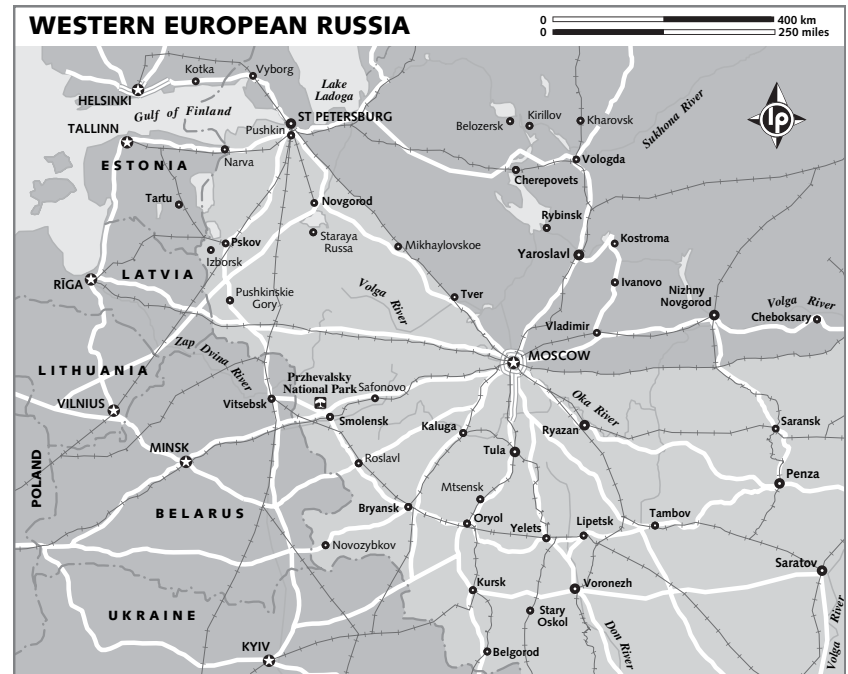 WESTERN EUROPEAN RUSSIA
0 400 km
0 250 miles
Kotka
Vyborg
Lake
Ladoga
HELSINKI
Gulf of Finland
ST PETERSBURG
TALLINN
Pushkin
Narva
ESTONIA
Belozersk
Kirillov
Kharovsk
Sukhona River
lp
Vologda
Cherepovets
Tartu
Novgorod
Rybinsk
Pskov
Izborsk
Staraya
Russa
Mikhaylovskoe
Yaroslavl
Kostroma
RĪGA
LATVIA
Pushkinskie
Gory
Volga River
Tver
Ivanovo
Nizhny
Novgorod
Volga River
Cheboksary
Vladimir
Zap Dvina River
MOSCOW
LITHUANIA
Przhevalsky
National Park
Safonovo
VILNIUS
Vitsebsk
Smolensk
Oka River
Kaluga
Ryazan
Saransk
MINSK
Tula
POLAND
Roslavl
Penza
Mtsensk
BELARUS
Bryansk
Oryol
Yelets
Lipetsk
Tambov
Novozybkov
Saratov
Kursk
Voronezh
UKRAINE
Stary
Oskol
Don River
Volga River
KYIV
Belgorod